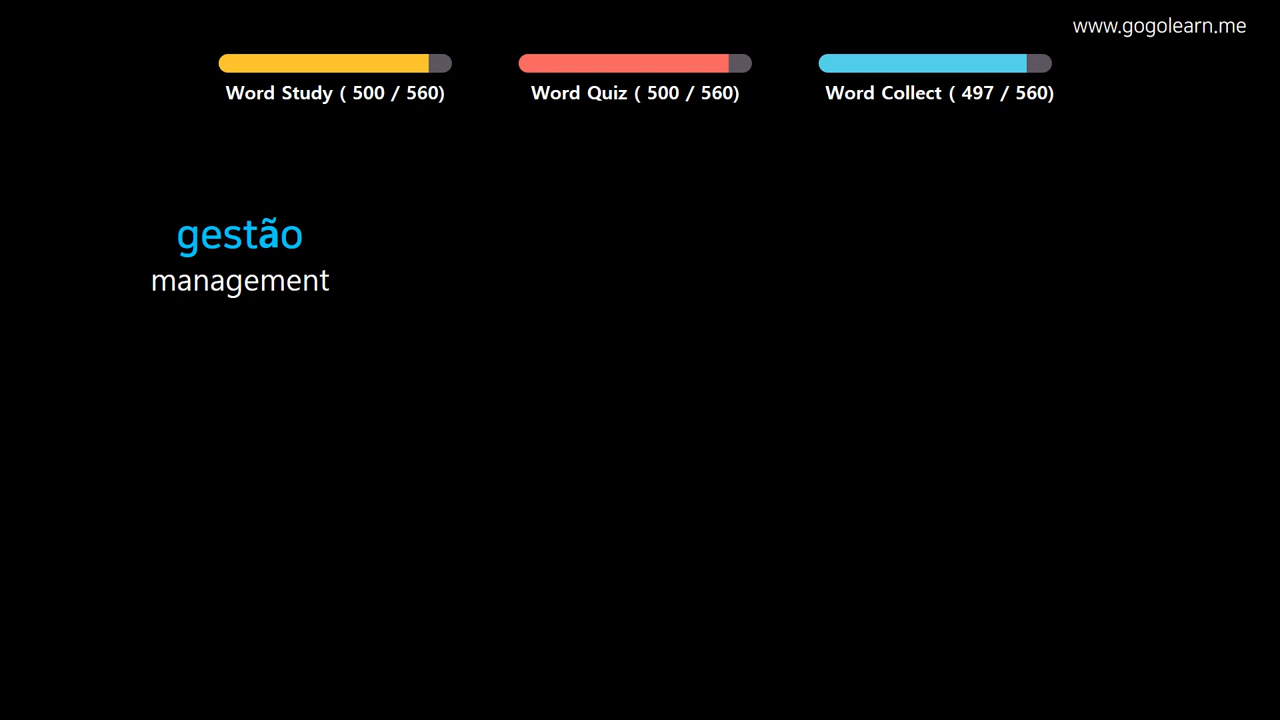 www.gogolearn.me
Word Study ( 500 / 560)
Word Quiz ( 500 / 560)
Word Collect ( 497 / 560)
gestão
management